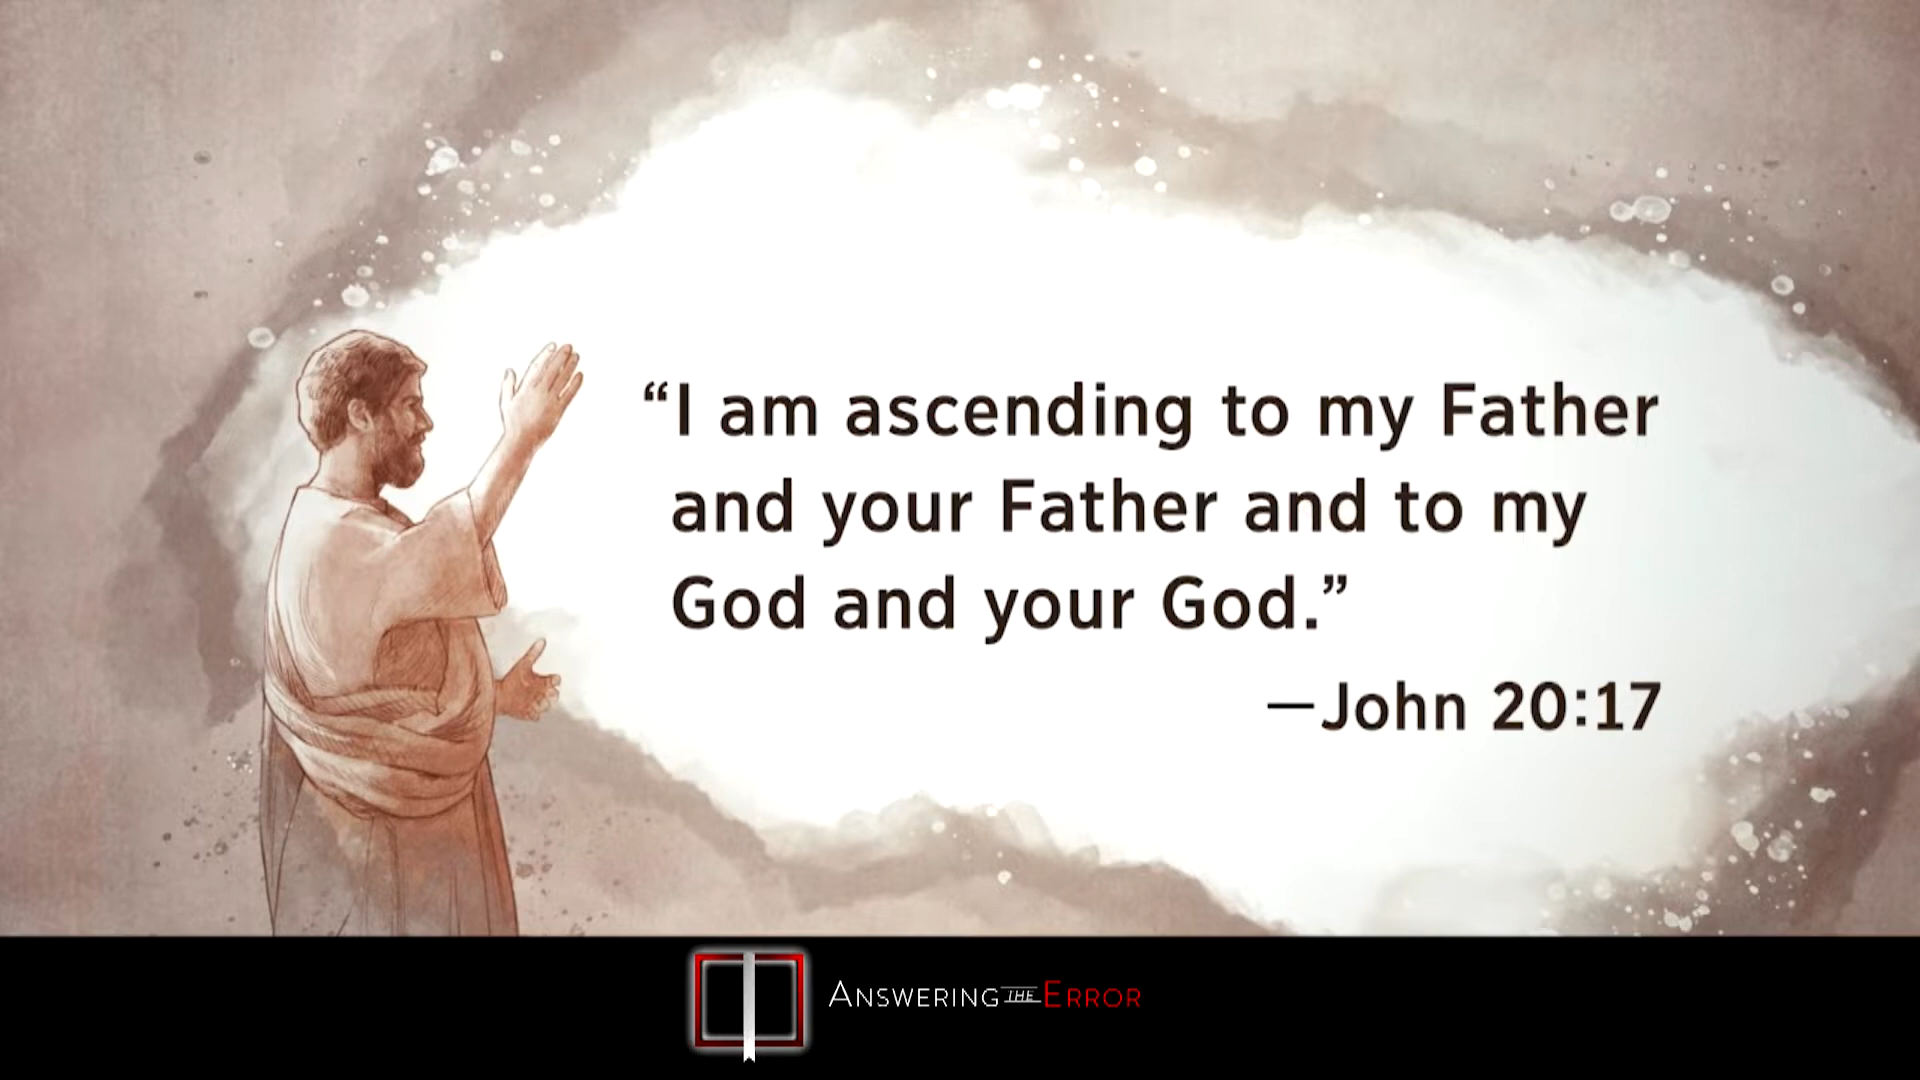 “I am ascending to my Father
and your Father and to my
God and your God.”
—John 20:17
ANSWERING THE ERROR